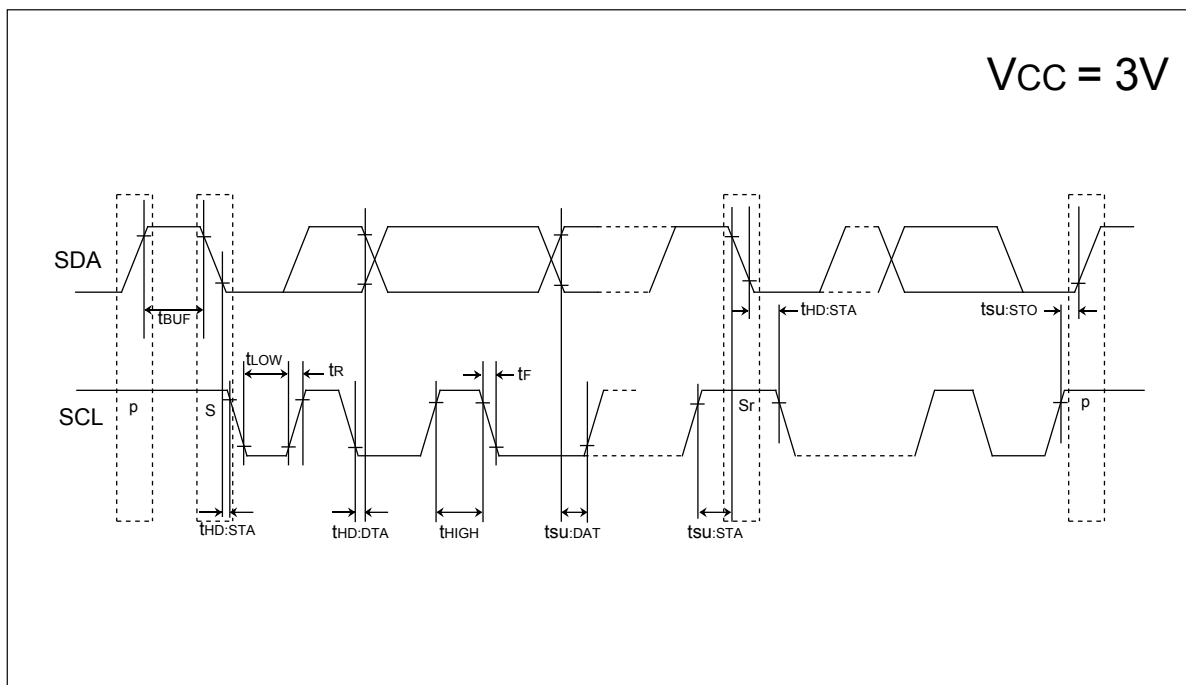 VCC = 3V
SDA
tBUF
tHD:STA
tsu:STO
tLOW
tR
tF
SCL
p
S
Sr
p
tHD:STA
tHD:DTA
tHIGH
tsu:DAT
tsu:STA